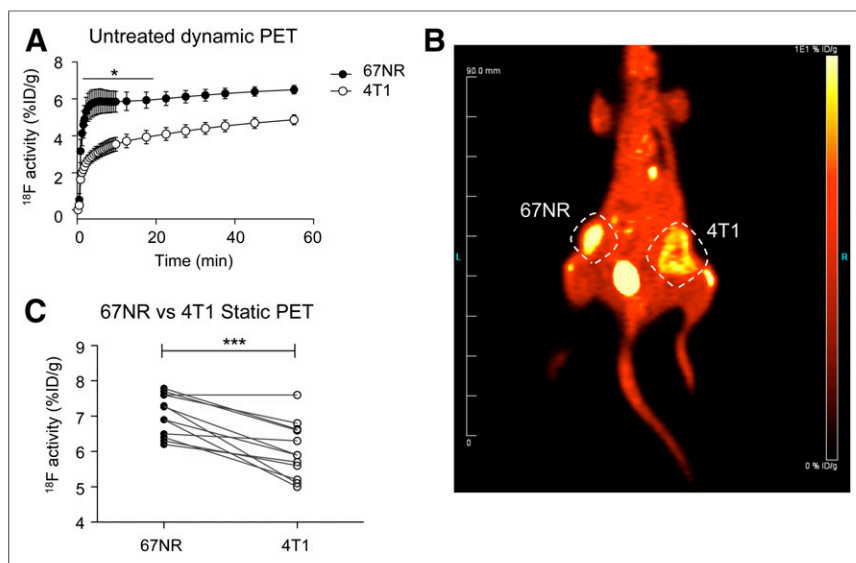 A
Untreated dynamic PET
*
67NR
4T1
¹⁸F activity (%ID/g)
8
6
4
2
0
0
20
40
60
Time (min)
B
1E1 % ID/g
90.0 mm
67NR
4T1
L
R
0
0 % ID/g
C
67NR vs 4T1 Static PET
***
¹⁸F activity (%ID/g)
9
8
7
6
5
4
67NR
4T1